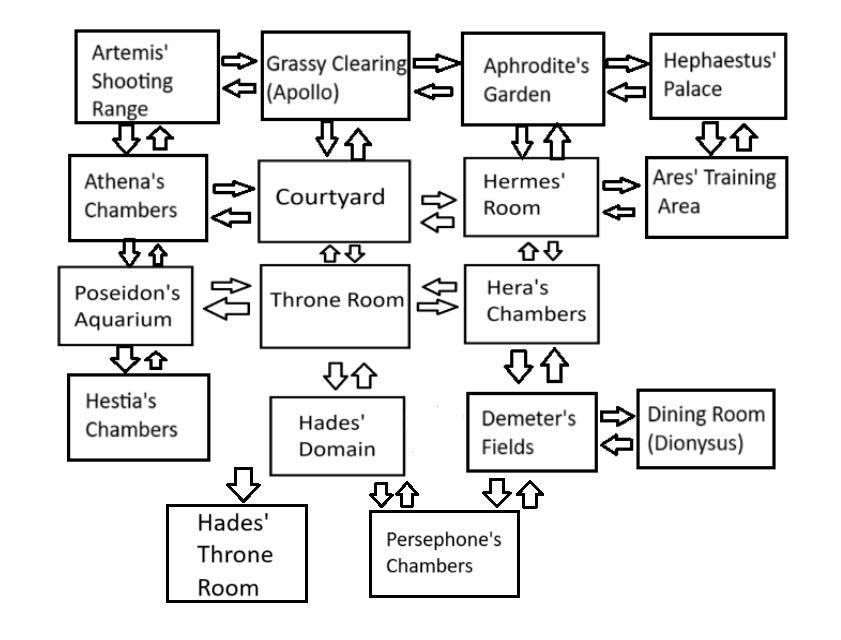 Artemis'
Shooting
Range
Grassy Clearing
(Apollo)
Aphrodite's
Garden
Hephaestus'
Palace
Athena's
Chambers
Courtyard
Hermes'
Room
Ares' Training
Area
Poseidon's
Aquarium
Throne Room
Hera's
Chambers
Hestia's
Chambers
Hades'
Domain
Demeter's
Fields
Dining Room
(Dionysus)
Hades'
Throne
Room
Persephone's
Chambers